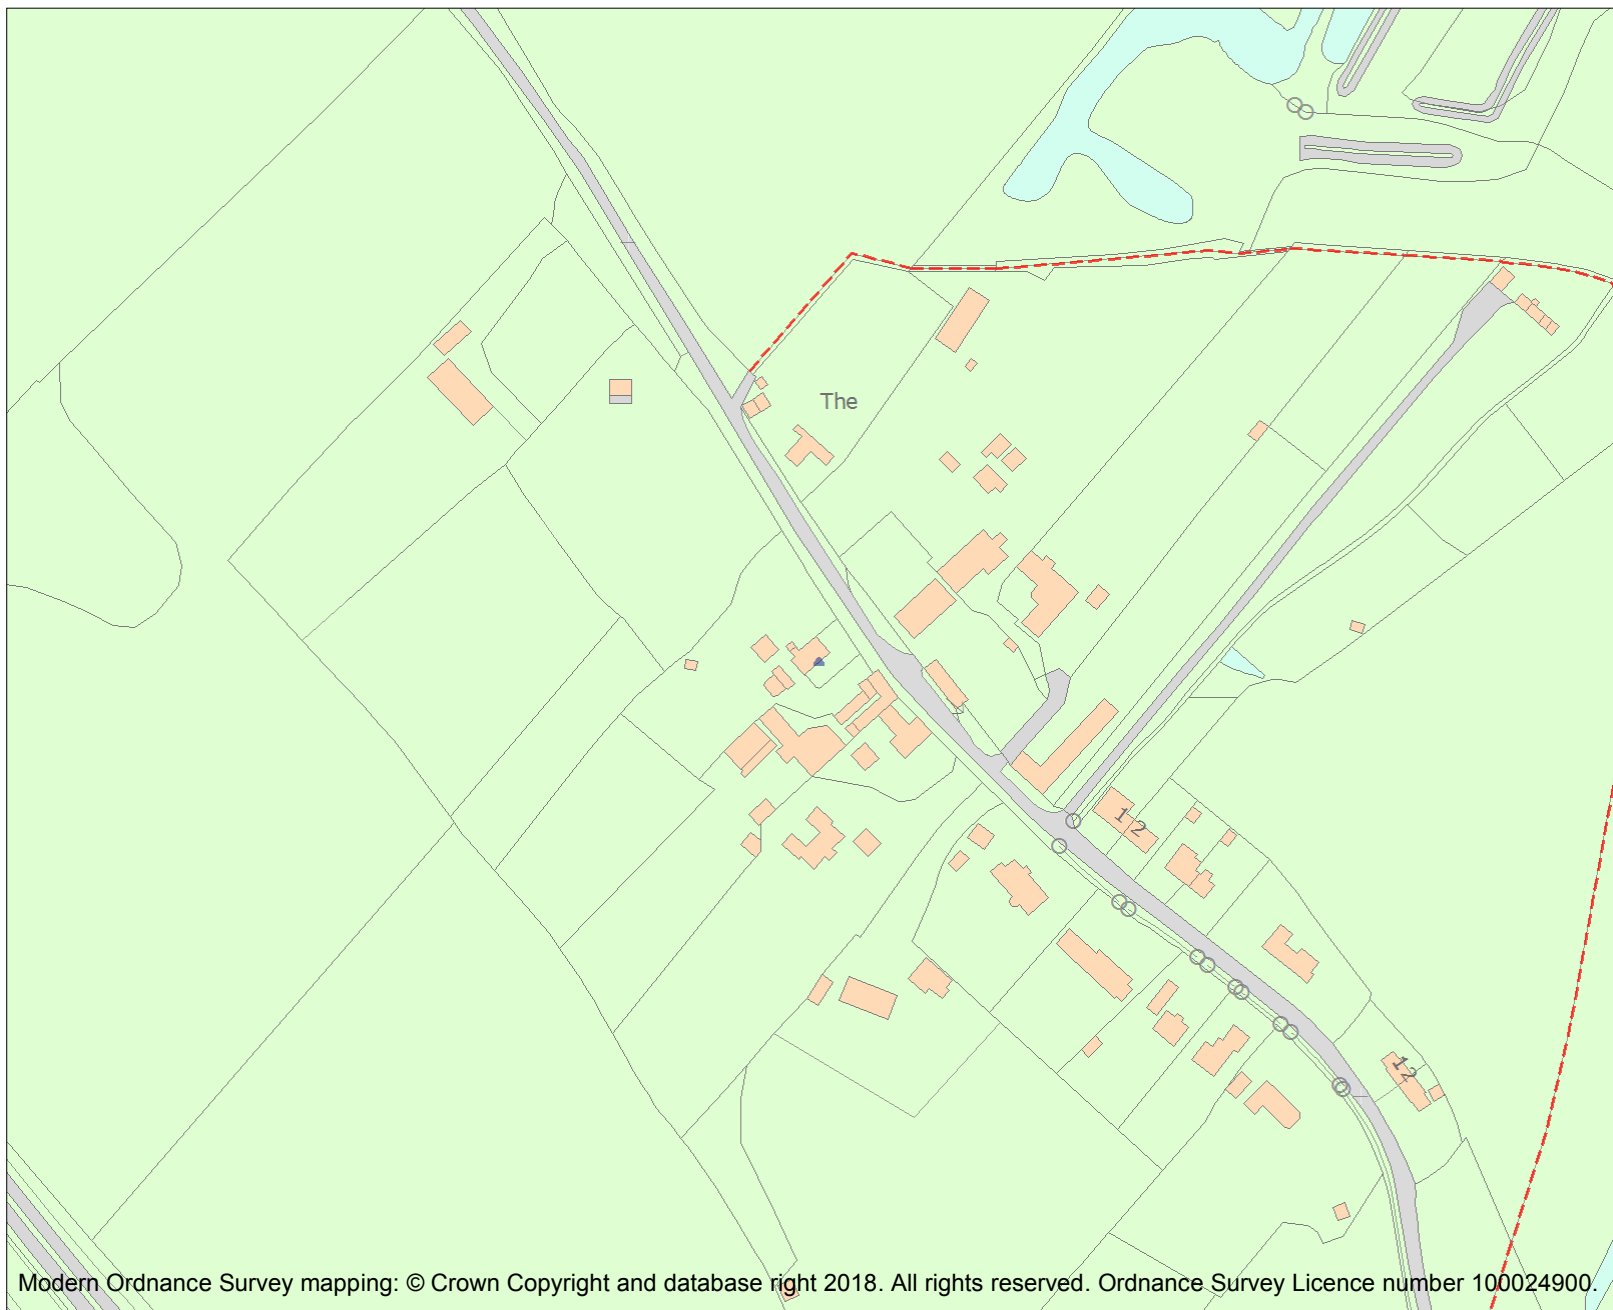 The
1 2
1 2
Modern Ordnance Survey mapping: © Crown Copyright and database right 2018. All rights reserved. Ordnance Survey Licence number 100024900.